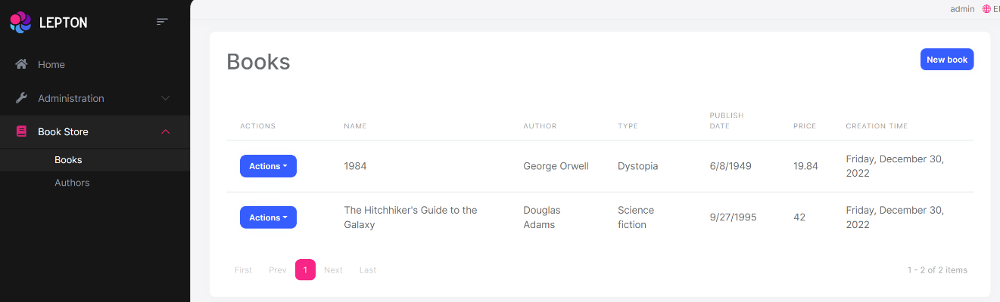 LEPTON
admin
Home
Administration
Book Store
Books
Authors
Books
New book
ACTIONS NAME AUTHOR TYPE PUBLISH DATE PRICE CREATION TIME
Actions 1984 George Orwell Dystopia 6/8/1949 19.84 Friday, December 30,
2022
Actions The Hitchhiker's Guide to the Douglas Science 9/27/1995 42 Friday, December 30,
Galaxy Adams fiction 2022
First Prev 1 Next Last 1 - 2 of 2 items